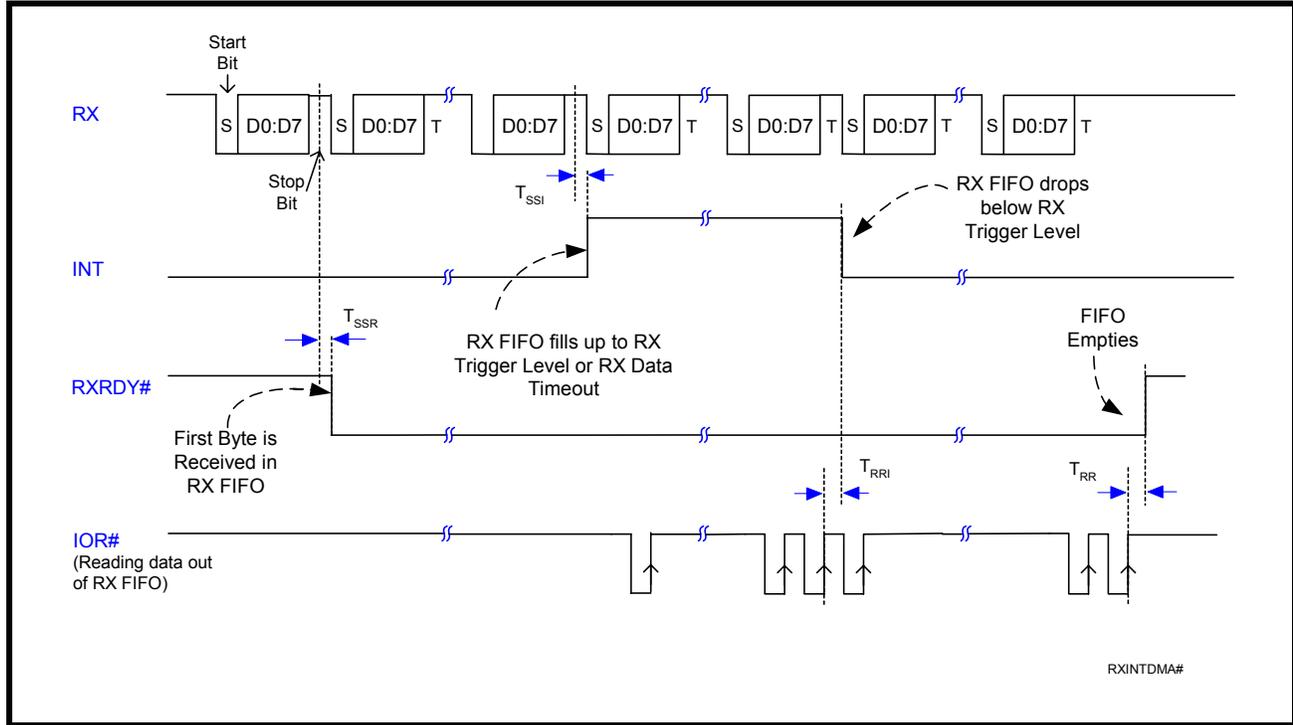 Start
Bit
RX
S D0:D7 S D0:D7 T D0:D7 S D0:D7 T S D0:D7 T S D0:D7 T S D0:D7 T
Stop
Bit
TSSI
RX FIFO drops
below RX
Trigger Level
INT
TSSR
RX FIFO fills up to RX
Trigger Level or RX Data
Timeout
FIFO
Empties
RXRDY#
First Byte is
Received in
RX FIFO
TRRI
TRR
IOR#
(Reading data out
of RX FIFO)
RXINTDMA#